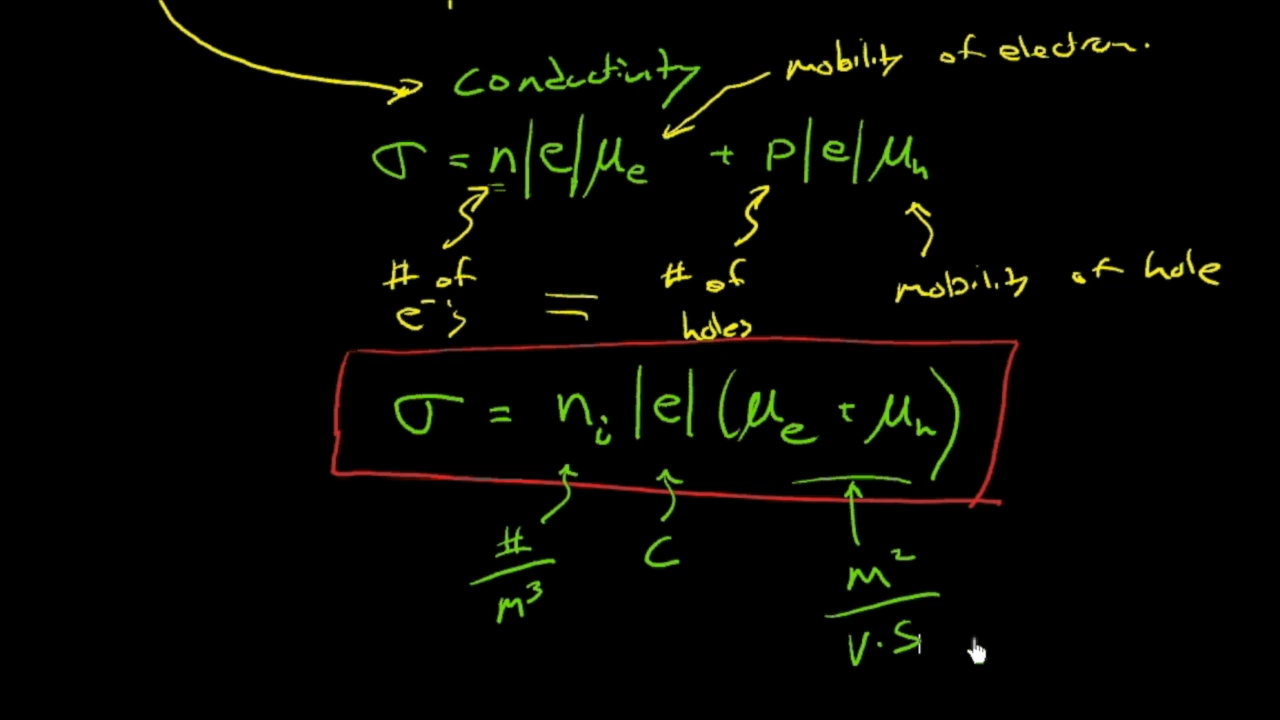 conductivity
mobility of electron.
σ = n|e|μe + p|e|μh
# of e⁻'s = # of holes
mobility of hole
σ = ni |e| (μe + μh)
#/m³
C
m²/V·S